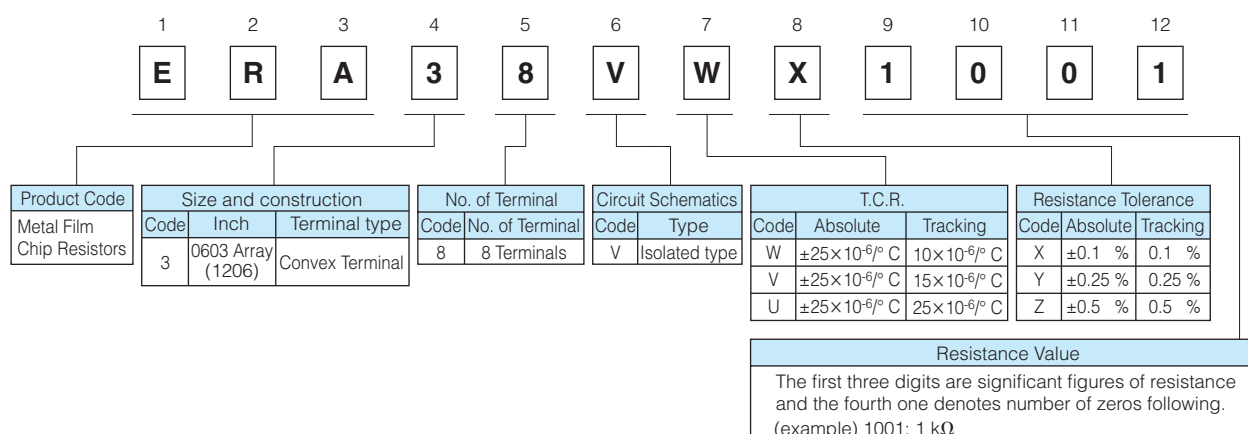 1 2 3 4 5 6 7 8 9 10 11 12
E R A 3 8 V W X 1 0 0 1
Product Code
Metal Film
Chip Resistors
Size and construction
Code Inch Terminal type
3 0603 Array (1206) Convex Terminal
No. of Terminal
Code No. of Terminal
8 8 Terminals
Circuit Schematics
Code Type
V Isolated type
T.C.R.
Code Absolute Tracking
W ±25×10⁻⁶/° C 10×10⁻⁶/° C
V ±25×10⁻⁶/° C 15×10⁻⁶/° C
U ±25×10⁻⁶/° C 25×10⁻⁶/° C
Resistance Tolerance
Code Absolute Tracking
X ±0.1 % 0.1 %
Y ±0.25 % 0.25 %
Z ±0.5 % 0.5 %
Resistance Value
The first three digits are significant figures of resistance
and the fourth one denotes number of zeros following.
(example) 1001: 1 kΩ